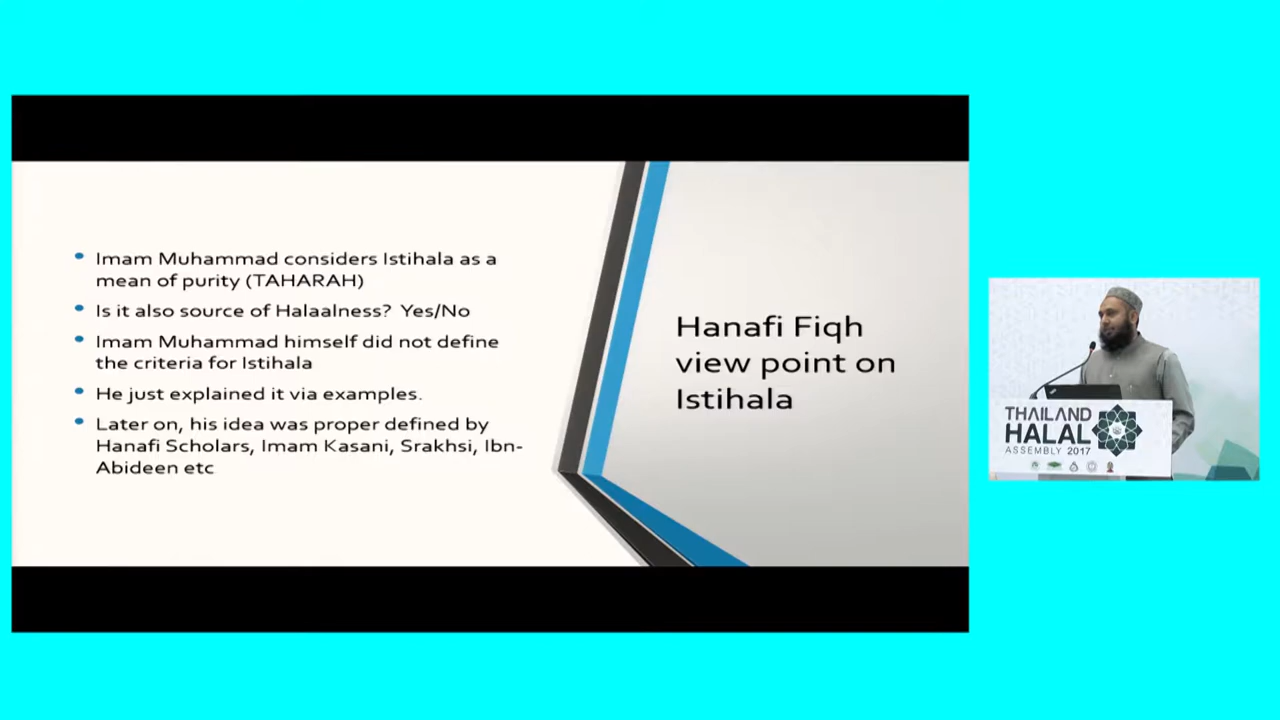 Imam Muhammad considers Istihala as a
mean of purity (TAHARAH)
Is it also source of Halaalness? Yes/No
Imam Muhammad himself did not define
the criteria for Istihala
He just explained it via examples.
Later on, his idea was proper defined by
Hanafi Scholars, Imam Kasani, Srakhsi, Ibn-
Abideen etc
Hanafi Fiqh
view point on
Istihala
THAILAND
HALAL
ASSEMBLY 2017